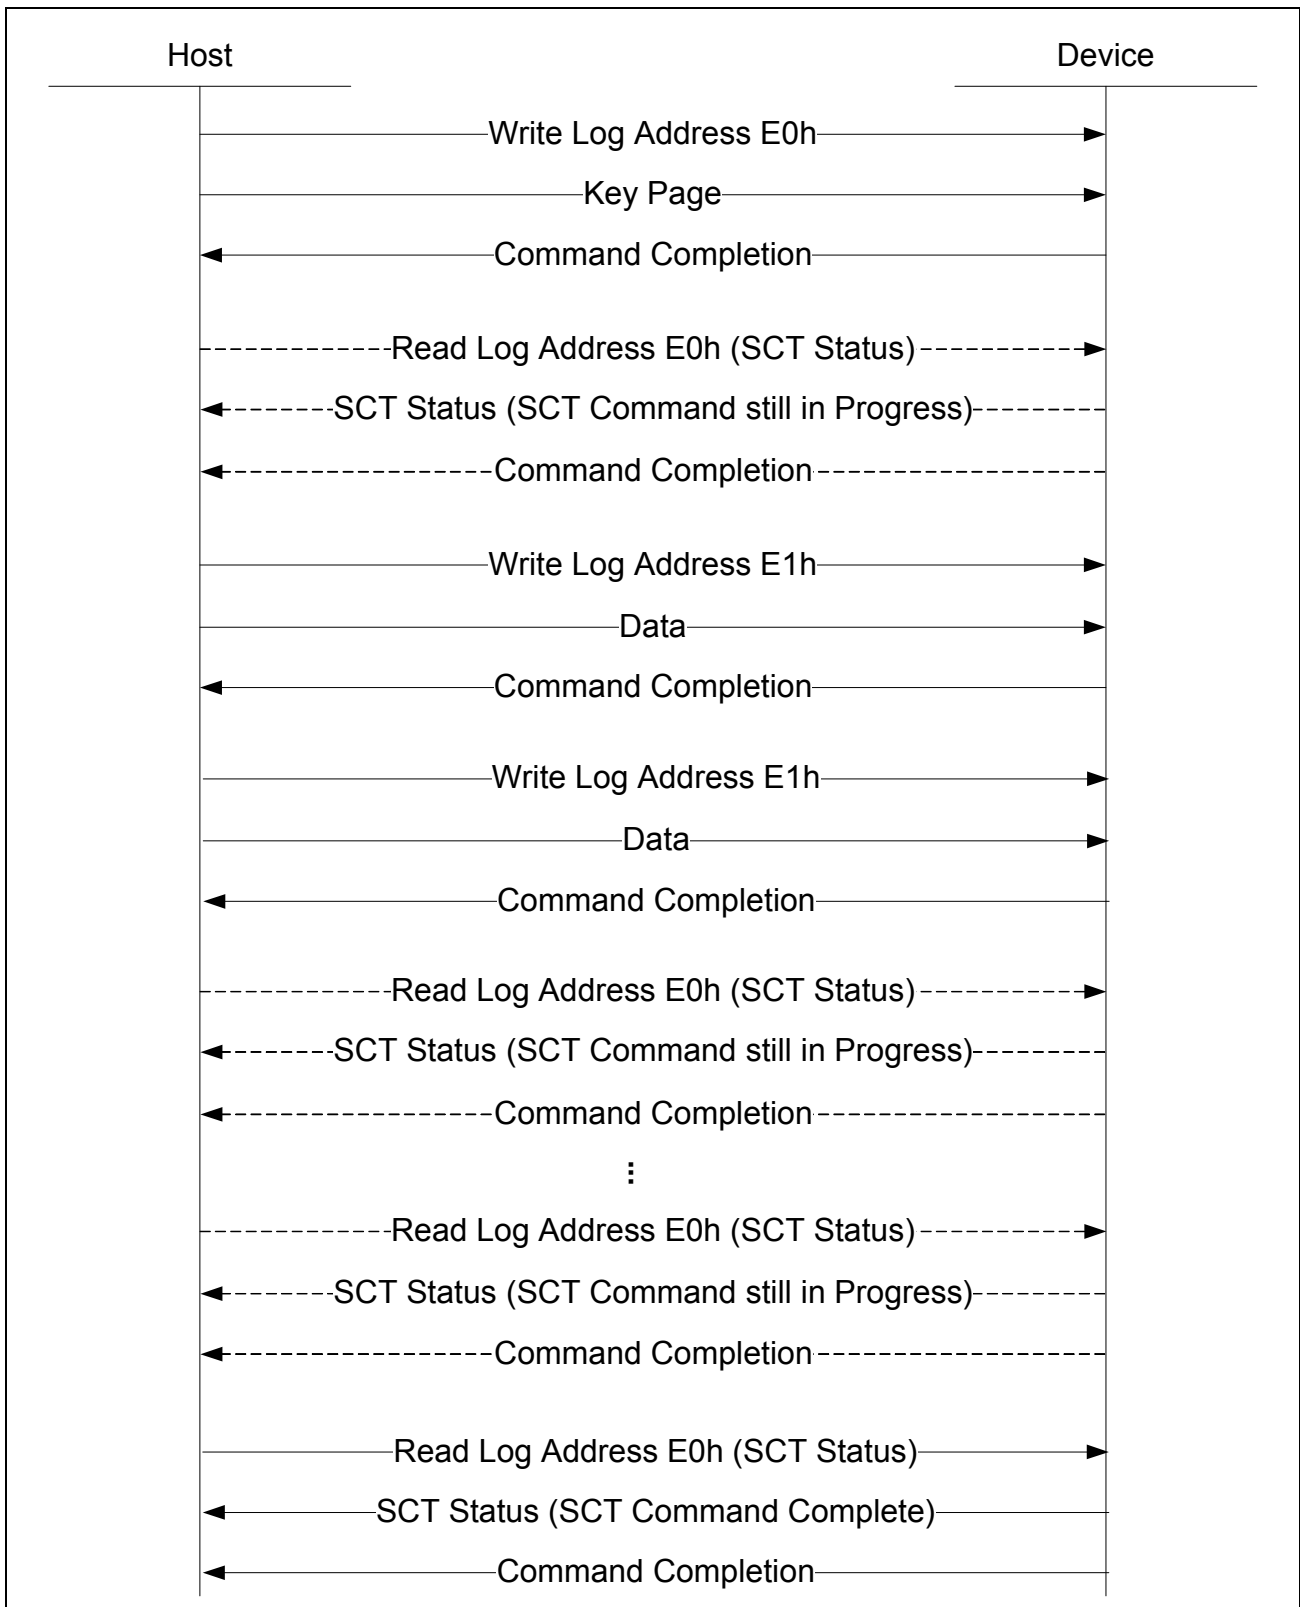 Host Device
Write Log Address E0h
Key Page
Command Completion
Read Log Address E0h (SCT Status)
SCT Status (SCT Command still in Progress)
Command Completion
Write Log Address E1h
Data
Command Completion
Write Log Address E1h
Data
Command Completion
Read Log Address E0h (SCT Status)
SCT Status (SCT Command still in Progress)
Command Completion
...
Read Log Address E0h (SCT Status)
SCT Status (SCT Command still in Progress)
Command Completion
Read Log Address E0h (SCT Status)
SCT Status (SCT Command Complete)
Command Completion